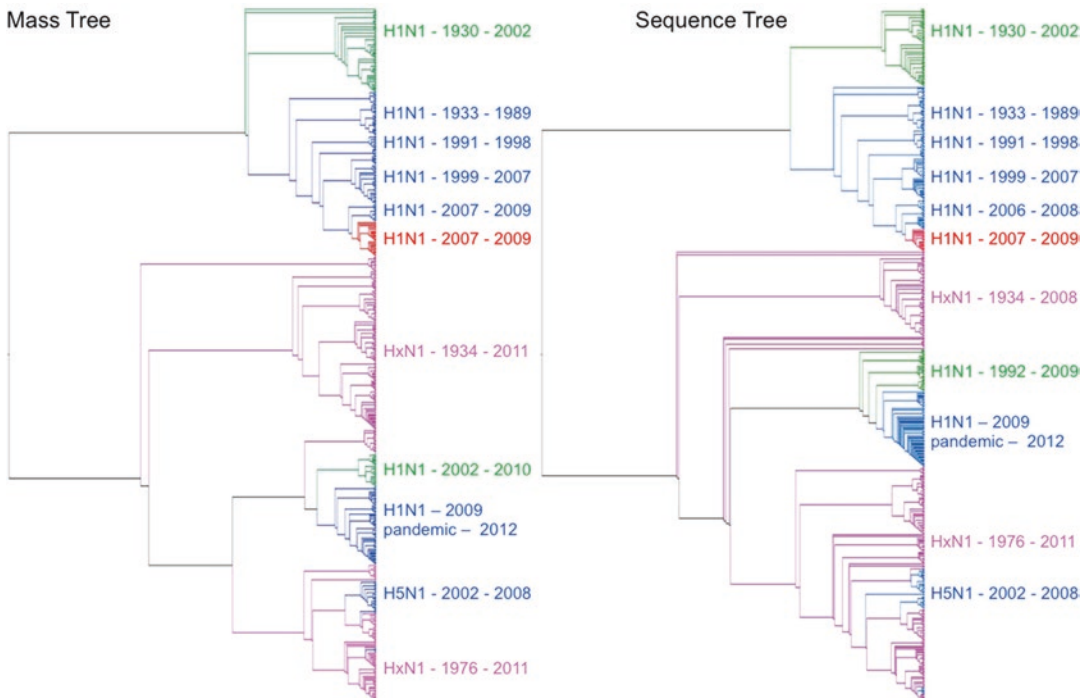 Mass Tree
H1N1 - 1930 - 2002
H1N1 - 1933 - 1989
H1N1 - 1991 - 1998
H1N1 - 1999 - 2007
H1N1 - 2007 - 2009
H1N1 - 2007 - 2009
HxN1 - 1934 - 2011
H1N1 - 2002 - 2010
H1N1 – 2009
pandemic – 2012
H5N1 - 2002 - 2008
HxN1 - 1976 - 2011
Sequence Tree
H1N1 - 1930 - 2002
H1N1 - 1933 - 1989
H1N1 - 1991 - 1998
H1N1 - 1999 - 2007
H1N1 - 2006 - 2008
H1N1 - 2007 - 2009
HxN1 - 1934 - 2008
H1N1 - 1992 - 2009
H1N1 – 2009
pandemic – 2012
HxN1 - 1976 - 2011
H5N1 - 2002 - 2008